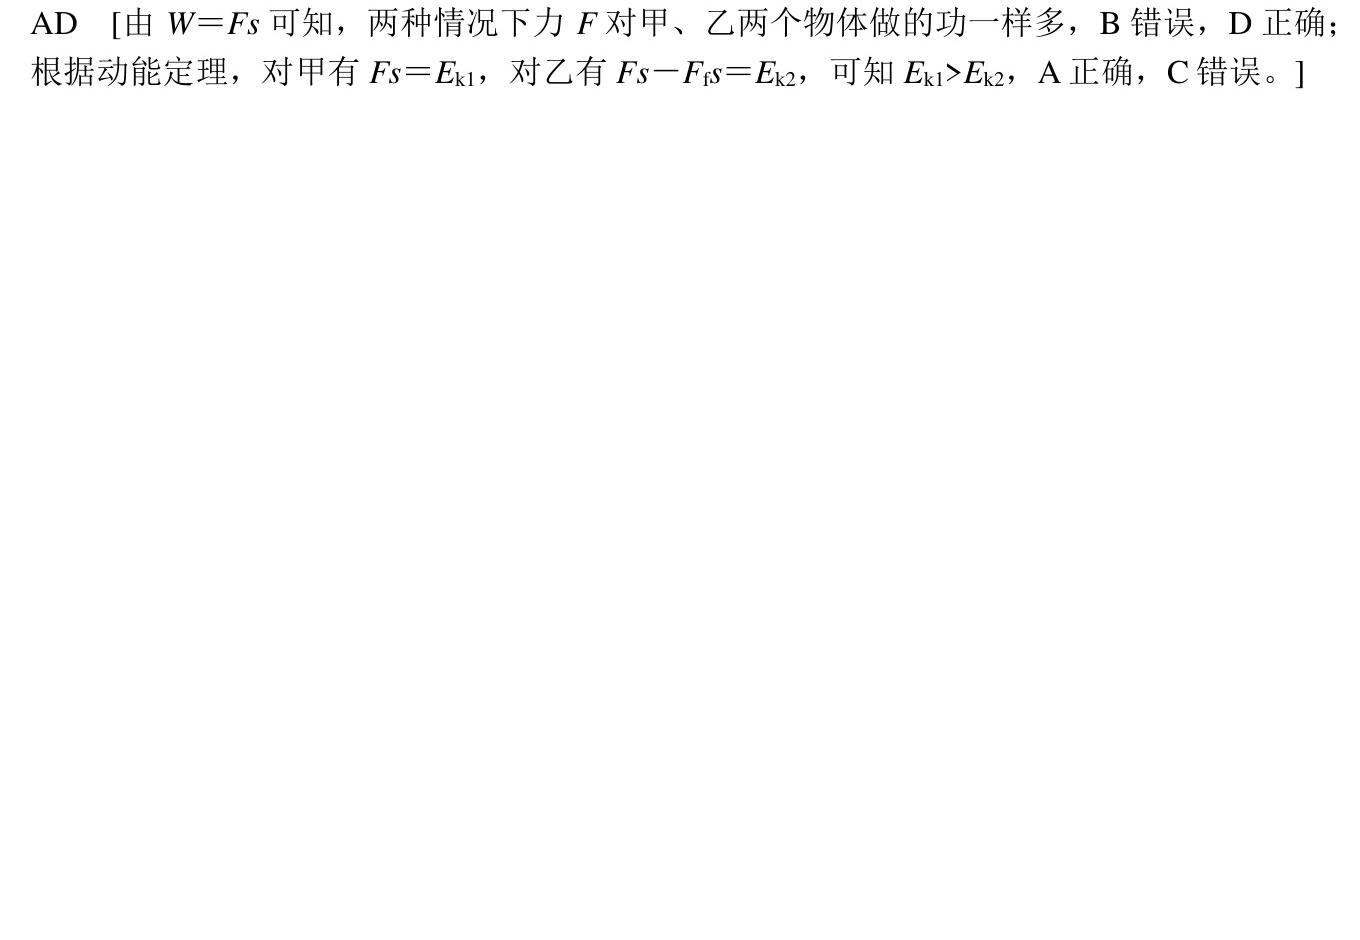 AD　[由 W＝Fs 可知，两种情况下力 F 对甲、乙两个物体做的功一样多，B 错误，D 正确；
根据动能定理，对甲有 Fs＝Ek1，对乙有 Fs－Ffs＝Ek2，可知 Ek1>Ek2，A 正确，C 错误。]